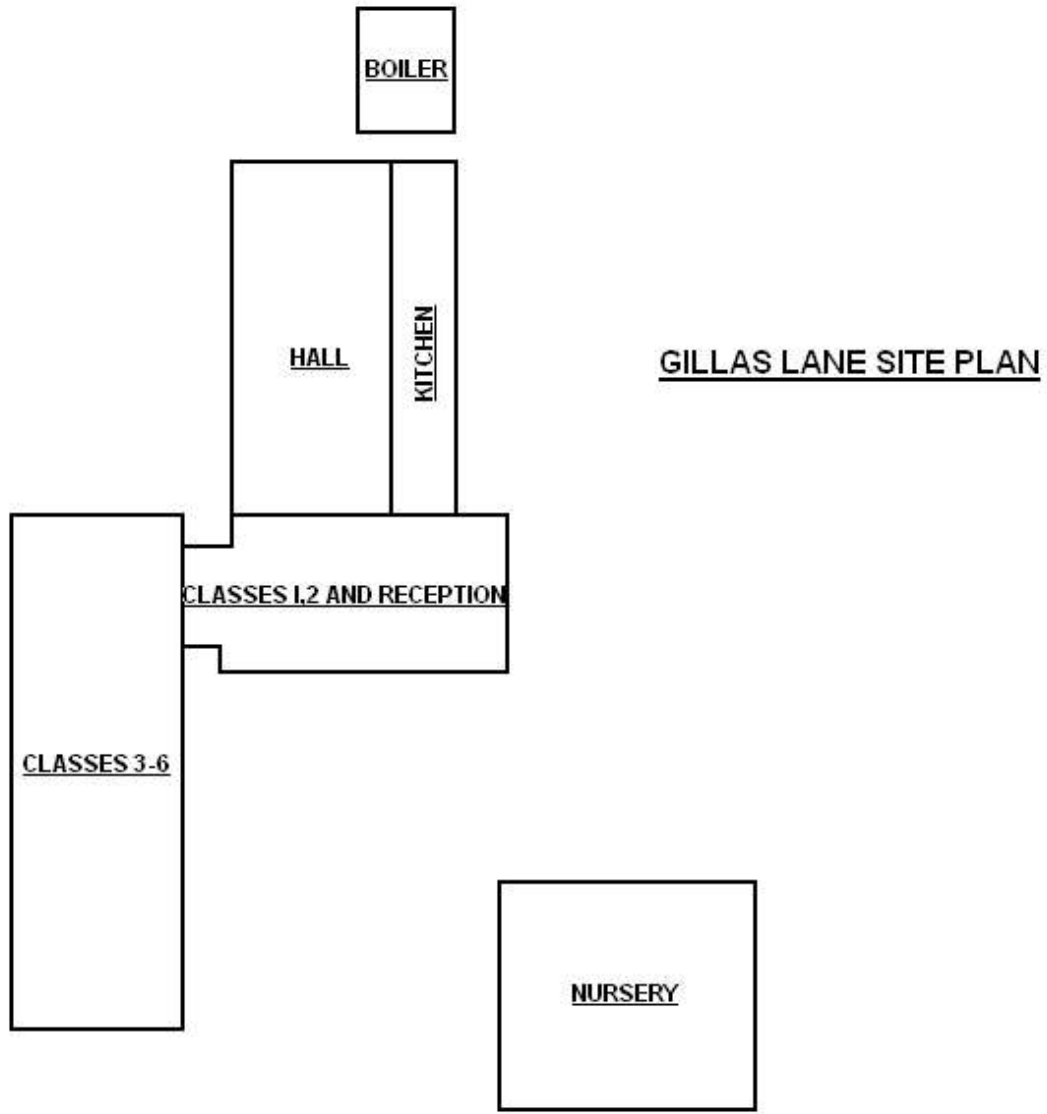 BOILER
HALL
KITCHEN
GILLAS LANE SITE PLAN
CLASSES I,2 AND RECEPTION
CLASSES 3-6
NURSERY